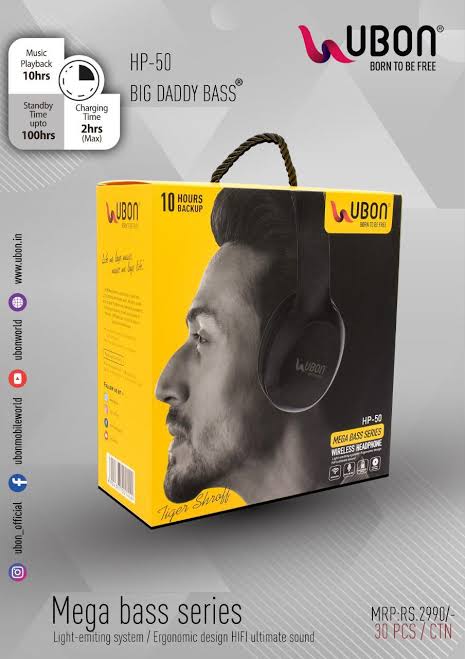 Music
Playback
10hrs
Standby
Time
upto
100hrs
Charging
Time
2hrs
(Max)
HP-50
BIG DADDY BASS®
UBON®
BORN TO BE FREE
www.ubon.in
ubonworld
ubonmobileworld
ubon_official
UBON
10 HOURS
BACKUP
UBON
BORN TO BE FREE
UBON
HP-50
MEGA BASS SERIES
WIRELESS HEADPHONE
Tiger Shroff
Mega bass series
Light-emiting system / Ergonomic design HIFI ultimate sound
MRP:RS.2990/-
30 PCS / CTN